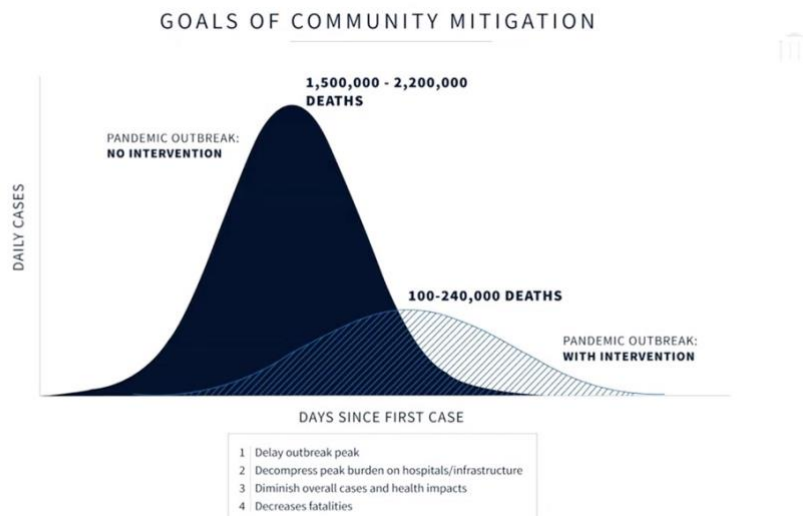 GOALS OF COMMUNITY MITIGATION
1,500,000 - 2,200,000
DEATHS
PANDEMIC OUTBREAK:
NO INTERVENTION
DAILY CASES
100-240,000 DEATHS
PANDEMIC OUTBREAK:
WITH INTERVENTION
DAYS SINCE FIRST CASE
1 Delay outbreak peak
2 Decompress peak burden on hospitals/infrastructure
3 Diminish overall cases and health impacts
4 Decreases fatalities